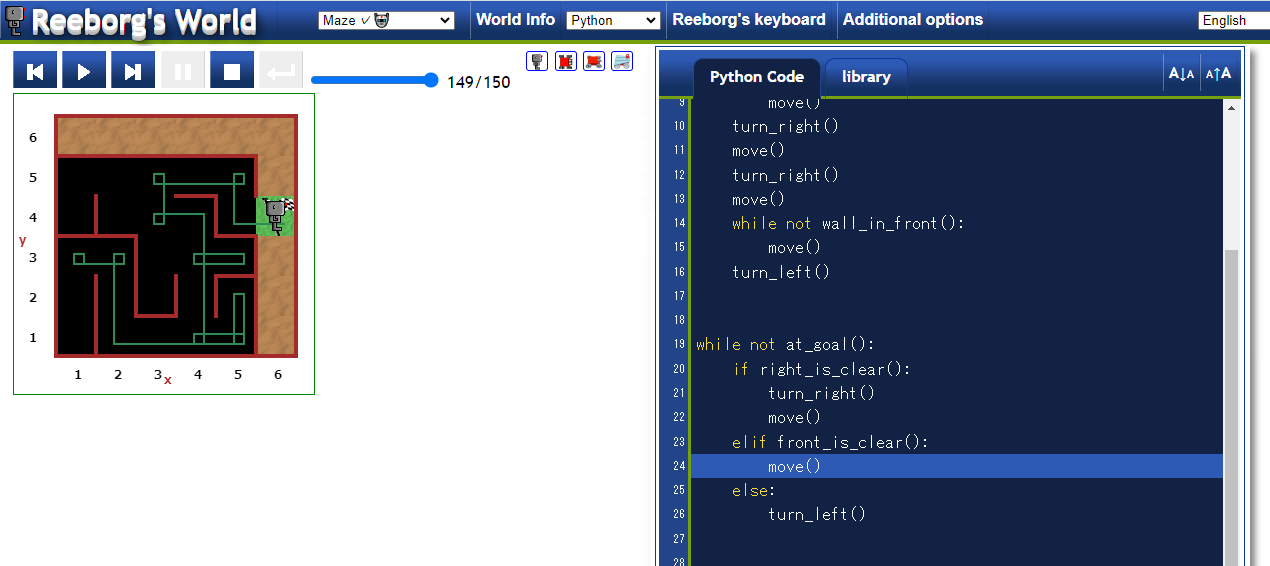 Reeborg's World
Maze ✓
World Info
Python
Reeborg's keyboard
Additional options
English
149/150
Python Code
library
A↓A
A↑A
6
5
4
3
2
1
y
1 2 3 x 4 5 6
9 move()
10 turn_right()
11 move()
12 turn_right()
13 move()
14 while not wall_in_front():
15 move()
16 turn_left()
17
18
19 while not at_goal():
20 if right_is_clear():
21 turn_right()
22 move()
23 elif front_is_clear():
24 move()
25 else:
26 turn_left()
27
28